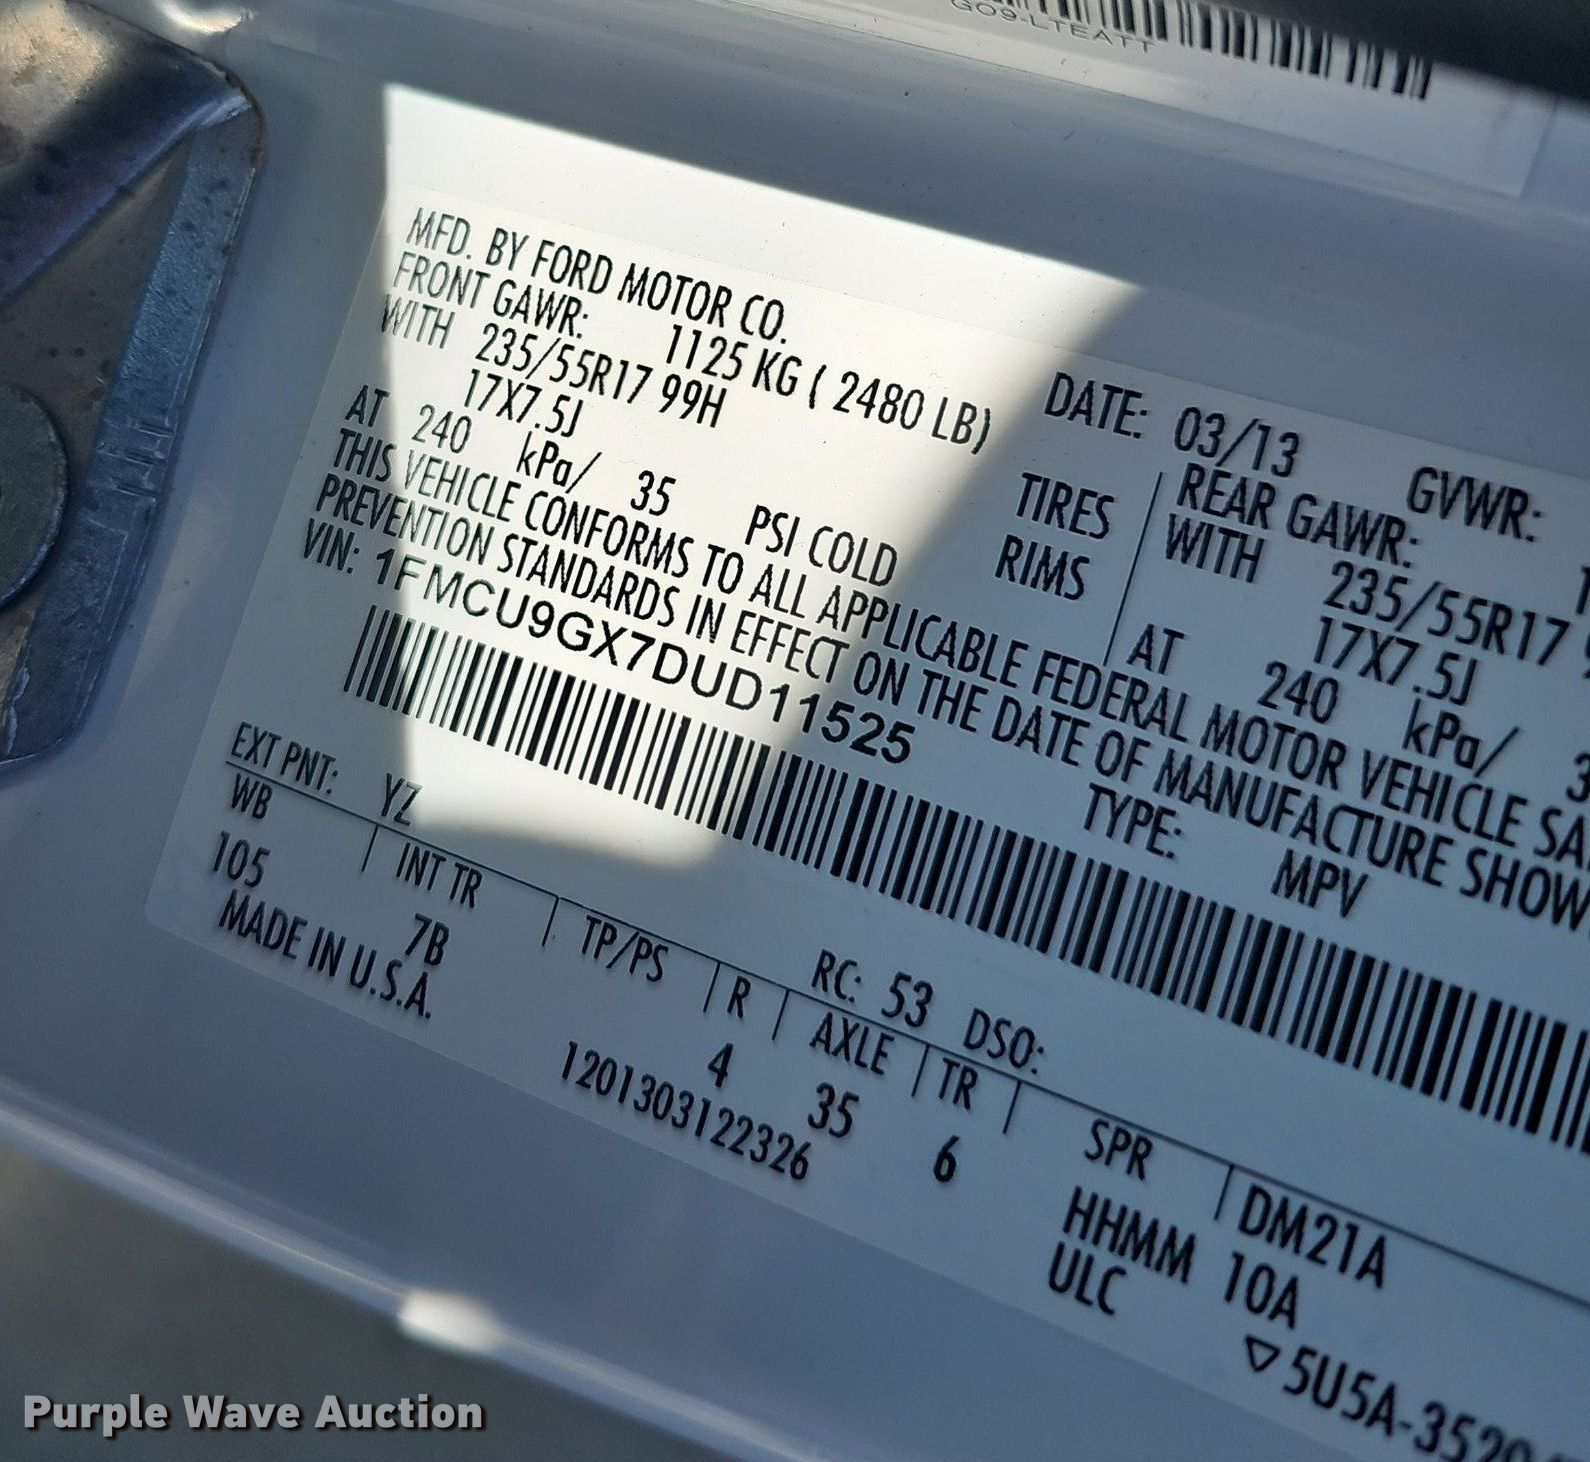 GO9-LTEATT
MFD. BY FORD MOTOR CO.
DATE: 03/13 GVWR:
FRONT GAWR: 1125 KG ( 2480 LB)
REAR GAWR:
WITH 235/55R17 99H TIRES
WITH 235/55R17
17X7.5J RIMS
17X7.5J
AT 240 kPa/ 35 PSI COLD
AT 240 kPa/
THIS VEHICLE CONFORMS TO ALL APPLICABLE FEDERAL MOTOR VEHICLE
PREVENTION STANDARDS IN EFFECT ON THE DATE OF MANUFACTURE
VIN: 1FMCU9GX7DUD11525
TYPE: MPV
EXT PNT: YZ RC: 53 DSO:
WB INT TR TP/PS R AXLE TR SPR DM21A
105 7B 4 35 6 HHMM 10A
MADE IN U.S.A. 1201303122326 ULC
5U5A-3520
Purple Wave Auction